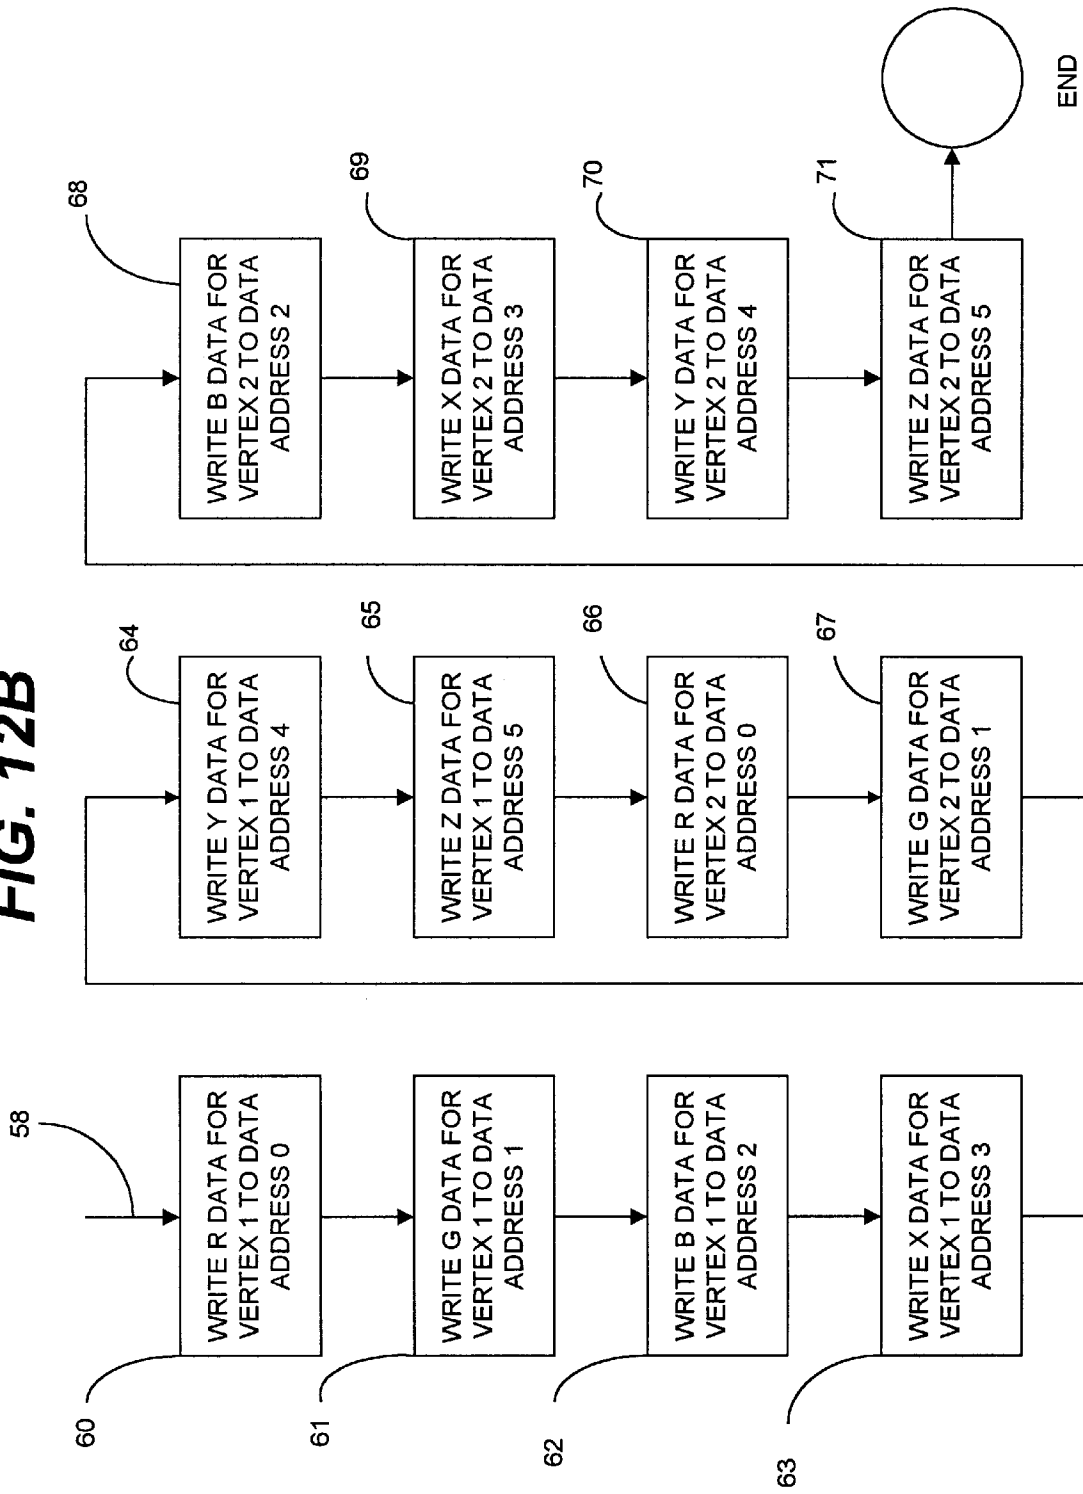 FIG. 12B
58
60
WRITE R DATA FOR
VERTEX 1 TO DATA
ADDRESS 0
61
WRITE G DATA FOR
VERTEX 1 TO DATA
ADDRESS 1
62
WRITE B DATA FOR
VERTEX 1 TO DATA
ADDRESS 2
63
WRITE X DATA FOR
VERTEX 1 TO DATA
ADDRESS 3
64
WRITE Y DATA FOR
VERTEX 1 TO DATA
ADDRESS 4
65
WRITE Z DATA FOR
VERTEX 1 TO DATA
ADDRESS 5
66
WRITE R DATA FOR
VERTEX 2 TO DATA
ADDRESS 0
67
WRITE G DATA FOR
VERTEX 2 TO DATA
ADDRESS 1
68
WRITE B DATA FOR
VERTEX 2 TO DATA
ADDRESS 2
69
WRITE X DATA FOR
VERTEX 2 TO DATA
ADDRESS 3
70
WRITE Y DATA FOR
VERTEX 2 TO DATA
ADDRESS 4
71
WRITE Z DATA FOR
VERTEX 2 TO DATA
ADDRESS 5
END